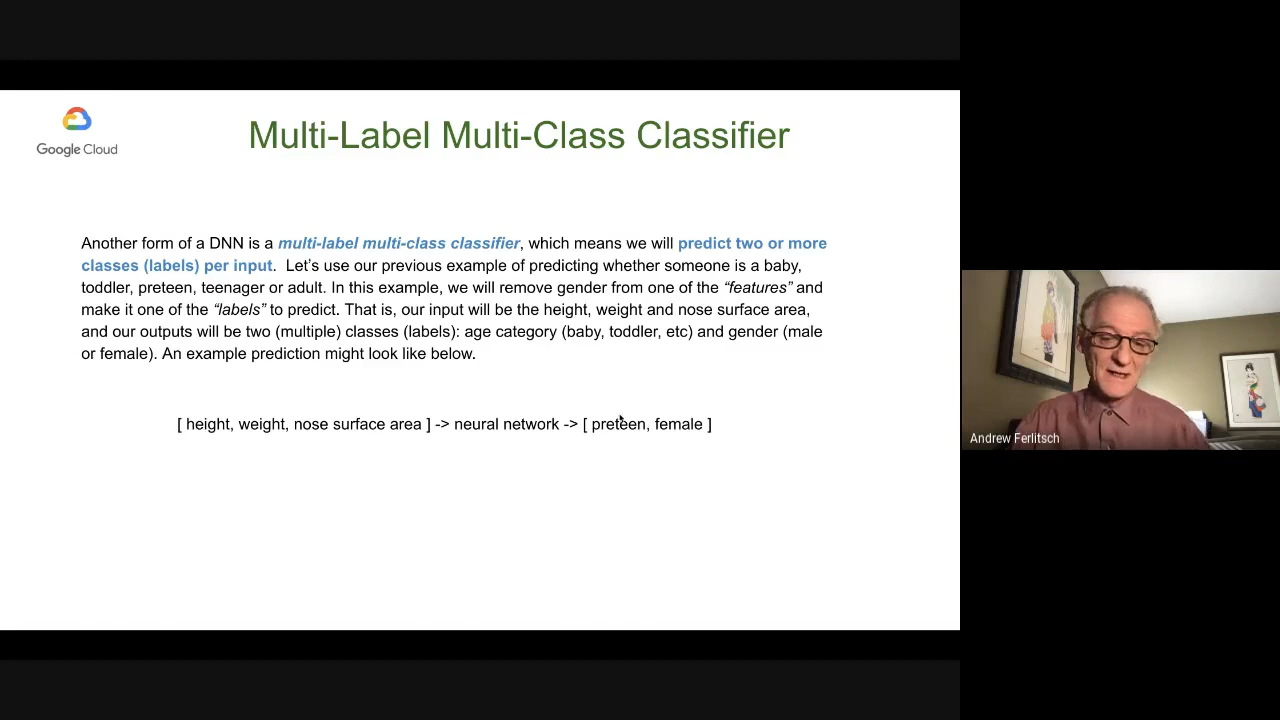 Google Cloud
Multi-Label Multi-Class Classifier
Another form of a DNN is a multi-label multi-class classifier, which means we will predict two or more
classes (labels) per input.  Let’s use our previous example of predicting whether someone is a baby,
toddler, preteen, teenager or adult. In this example, we will remove gender from one of the “features” and
make it one of the “labels” to predict. That is, our input will be the height, weight and nose surface area,
and our outputs will be two (multiple) classes (labels): age category (baby, toddler, etc) and gender (male
or female). An example prediction might look like below.
[ height, weight, nose surface area ] -> neural network -> [ preteen, female ]
Andrew Ferlitsch